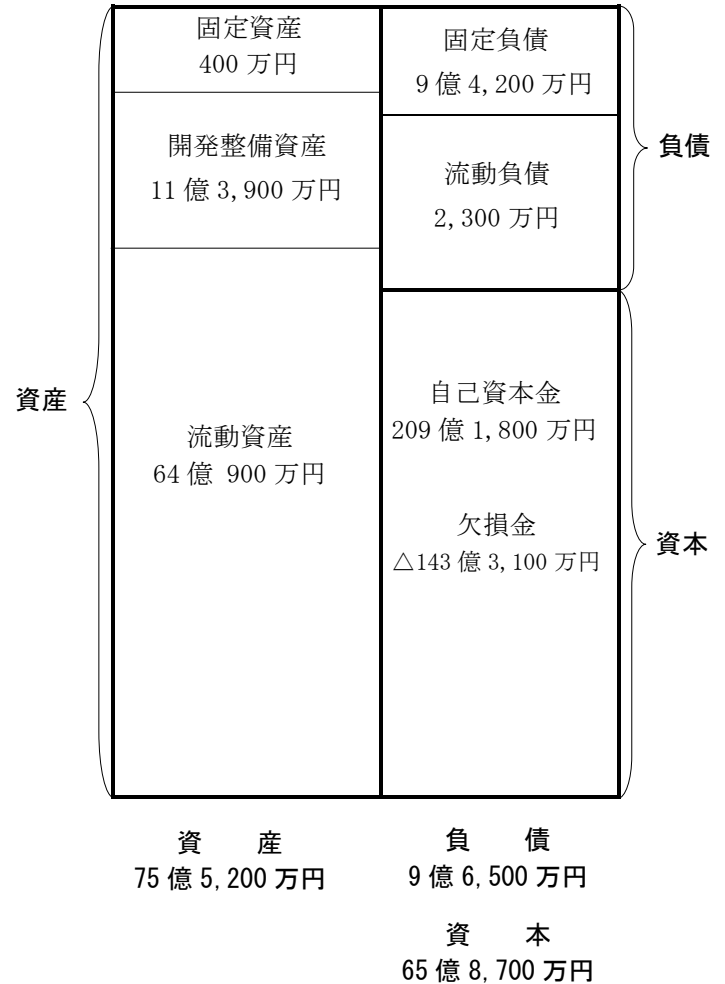 固定資産
400 万円
開発整備資産
11 億 3,900 万円
流動資産
64 億 900 万円
資産
固定負債
9 億 4,200 万円
流動負債
2,300 万円
負債
自己資本金
209 億 1,800 万円
欠損金
△143 億 3,100 万円
資本
資 産
75 億 5,200 万円
負 債
9 億 6,500 万円
資 本
65 億 8,700 万円